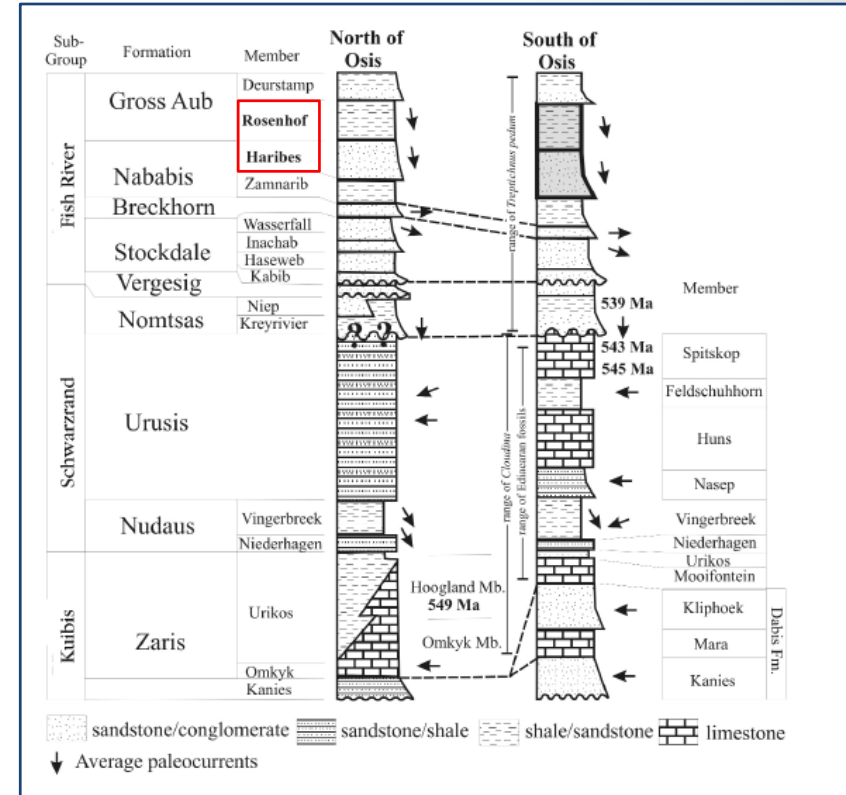 Sub-
Group
Formation
Member
North of
Osis
South of
Osis
Fish River
Gross Aub
Deurstamp
Rosenhof
Haribes
Nababis
Zamnarib
Breckhorn
Wasserfall
Stockdale
Inachab
Haseweb
Kabib
Vergesig
Schwarzrand
Nomtsas
Niep
Kreyrivier
? ?
Urusis
Nudaus
Vingerbreek
Niederhagen
Kuibis
Zaris
Urikos
Omkyk
Kanies
Hoogland Mb.
549 Ma
Omkyk Mb.
range of Treptichnus pedum
range of Cloudina
range of Ediacaran fossils
539 Ma
543 Ma
545 Ma
Member
Spitskop
Feldschuhhorn
Huns
Nasep
Vingerbreek
Niederhagen
Urikos
Mooifontein
Kliphoek
Mara
Kanies
Dabis Fm.
sandstone/conglomerate
sandstone/shale
shale/sandstone
limestone
Average paleocurrents